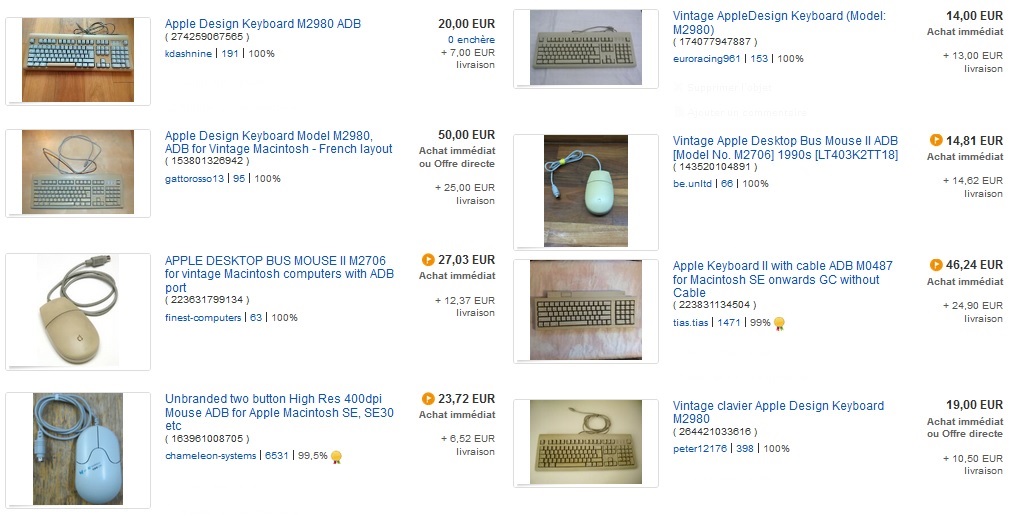 Apple Design Keyboard M2980 ADB
( 274259067565 )
kdashnine | 191 | 100%
20,00 EUR
0 enchère
+ 7,00 EUR
livraison
Apple Design Keyboard Model M2980,
ADB for Vintage Macintosh - French layout
( 153801326942 )
gattorosso13 | 95 | 100%
50,00 EUR
Achat immédiat
ou Offre directe
+ 25,00 EUR
livraison
APPLE DESKTOP BUS MOUSE II M2706
for vintage Macintosh computers with ADB
port
( 223631799134 )
finest-computers | 63 | 100%
27,03 EUR
Achat immédiat
+ 12,37 EUR
livraison
Unbranded two button High Res 400dpi
Mouse ADB for Apple Macintosh SE, SE30
etc
( 163961008705 )
chameleon-systems | 6531 | 99,5%
23,72 EUR
Achat immédiat
+ 6,52 EUR
livraison
Vintage AppleDesign Keyboard (Model:
M2980)
( 174077947887 )
euroracing961 | 153 | 100%
14,00 EUR
Achat immédiat
+ 13,00 EUR
livraison
Vintage Apple Desktop Bus Mouse II ADB
[Model No. M2706] 1990s [LT403K2TT18]
( 143520104891 )
be.unltd | 66 | 100%
14,81 EUR
Achat immédiat
+ 14,62 EUR
livraison
Apple Keyboard II with cable ADB M0487
for Macintosh SE onwards GC without
Cable
( 223831134504 )
tias.tias | 1471 | 99%
46,24 EUR
Achat immédiat
+ 24,90 EUR
livraison
Vintage clavier Apple Design Keyboard
M2980
( 264421033616 )
peter12176 | 398 | 100%
19,00 EUR
Achat immédiat
ou Offre directe
+ 10,50 EUR
livraison